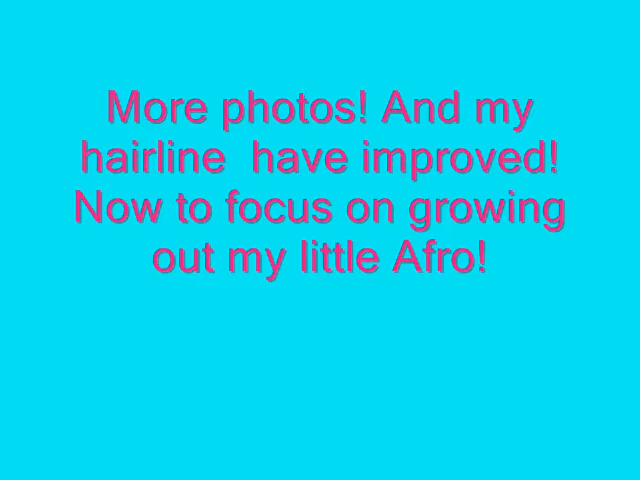 More photos! And my
hairline  have improved!
Now to focus on growing
out my little Afro!